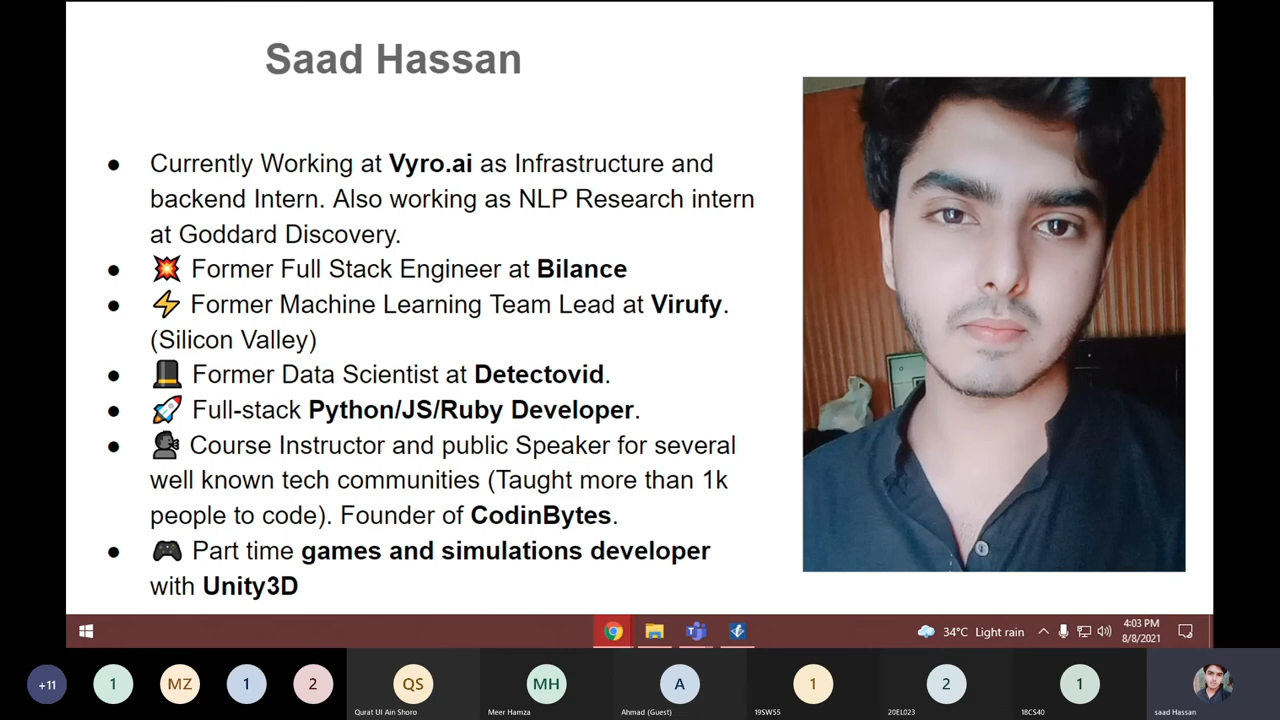 Saad Hassan
● Currently Working at Vyro.ai as Infrastructure and
backend Intern. Also working as NLP Research intern
at Goddard Discovery.
● 💥 Former Full Stack Engineer at Bilance
● ⚡ Former Machine Learning Team Lead at Virufy.
(Silicon Valley)
● 🎩 Former Data Scientist at Detectovid.
● 🚀 Full-stack Python/JS/Ruby Developer.
● 🗣 Course Instructor and public Speaker for several
well known tech communities (Taught more than 1k
people to code). Founder of CodinBytes.
● 🎮 Part time games and simulations developer
with Unity3D
34°C Light rain
4:03 PM
8/8/2021
+11
1
MZ
1
2
QS
MH
A
1
2
1
Qurat Ul Ain Shoro
Meer Hamza
Ahmad (Guest)
19SW55
20EL023
18CS40
saad Hassan